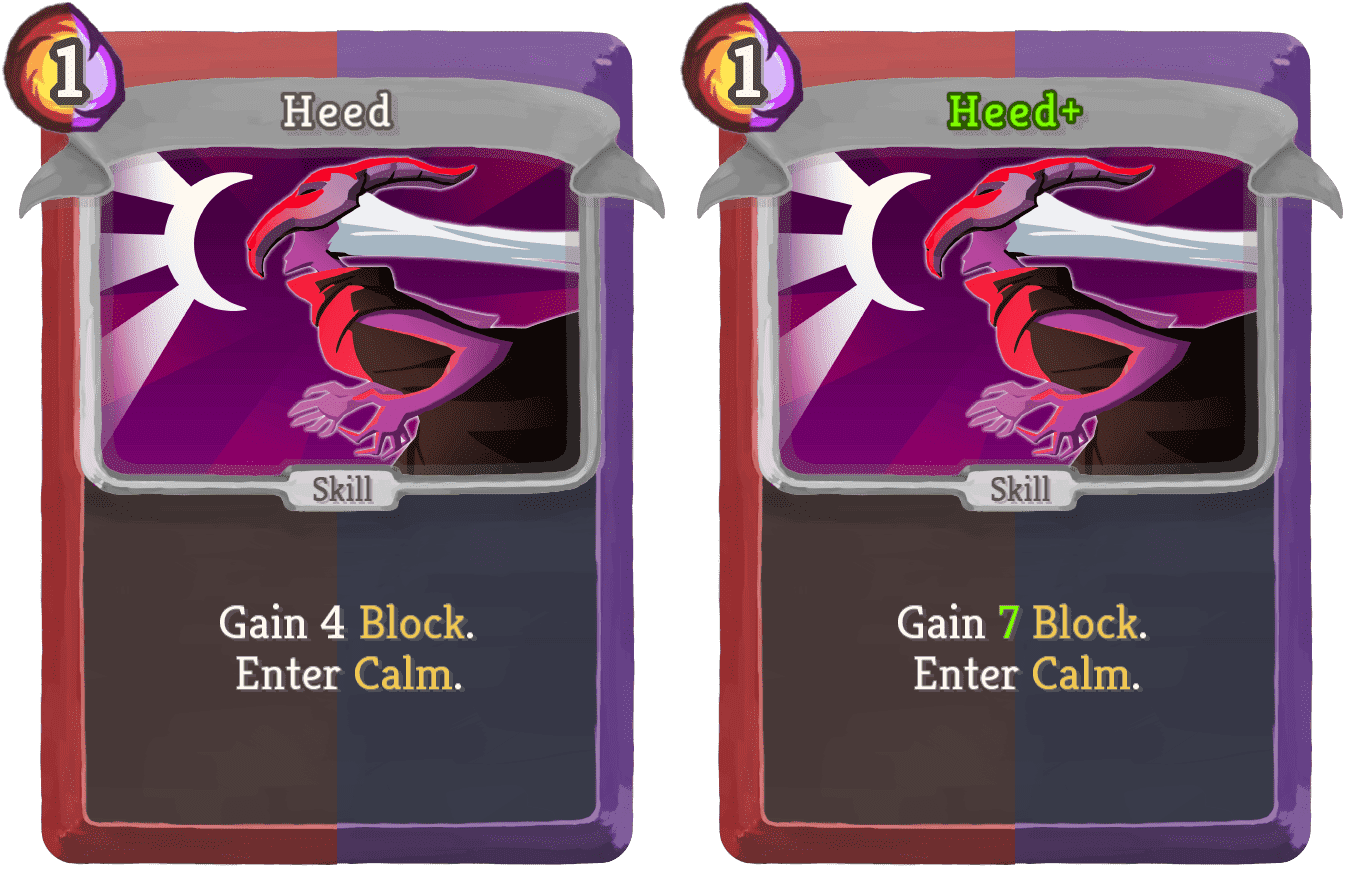 1
Heed
Skill
Gain 4 Block.
Enter Calm.
1
Heed+
Skill
Gain 7 Block.
Enter Calm.